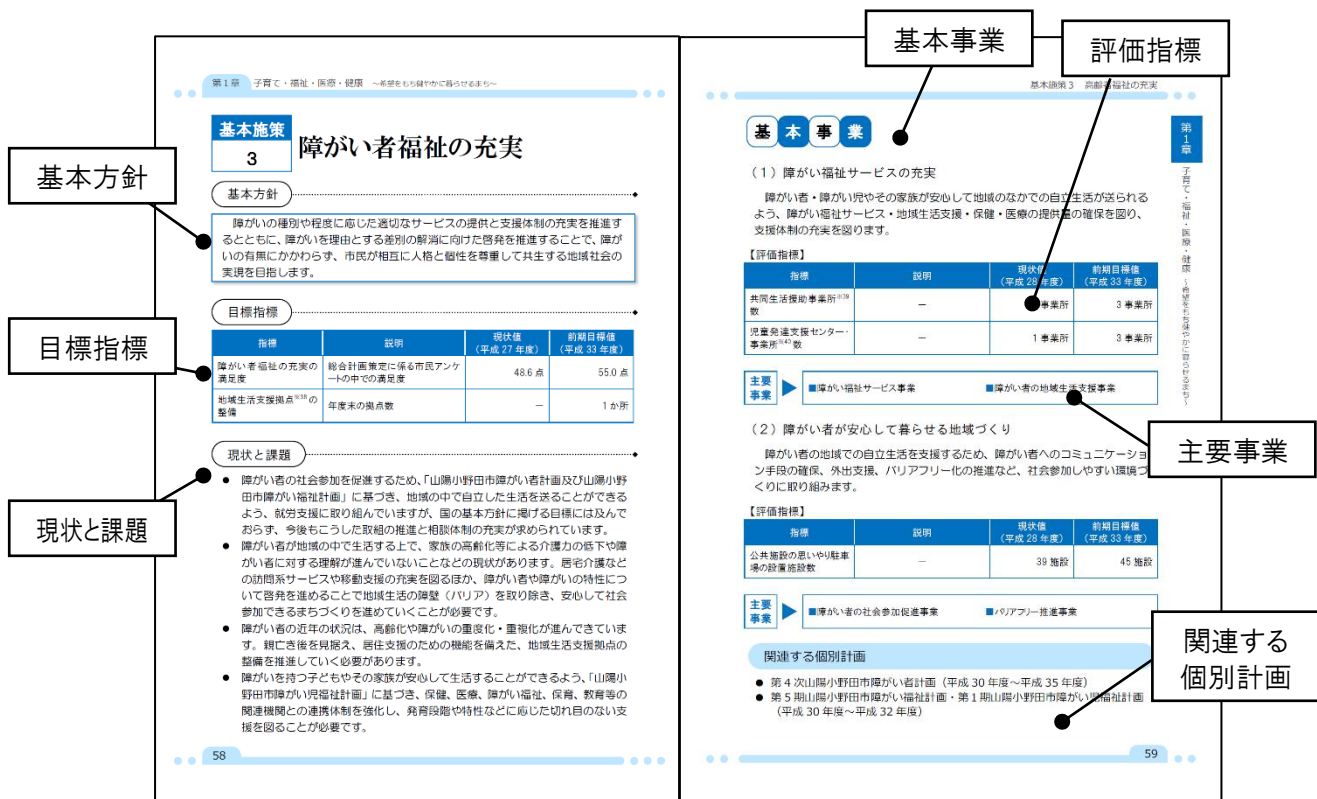 基本方針
目標指標
現状と課題
第1章 子育て・福祉・医療・健康 ～希望をもち健やかに暮らせるまち～
基本施策
3
障がい者福祉の充実
基本方針
障がいの種別や程度に応じた適切なサービスの提供と支援体制の充実を推進す
るとともに、障がいを理由とする差別の解消に向けた啓発を推進することで、障が
いの有無にかかわらず、市民が相互に人格と個性を尊重して共生する地域社会の
実現を目指します。
目標指標
指標 説明 現状値 前期目標値
（平成 27 年度） （平成 33 年度）
障がい者福祉の充実の 総合計画策定に係る市民アンケ 48.6 点 55.0 点
満足度 ートの中での満足度
地域生活支援拠点※38の 年度末の拠点数 － 1 か所
整備
現状と課題
● 障がい者の社会参加を促進するため、「山陽小野田市障がい者計画及び山陽小野
田市障がい福祉計画」に基づき、地域の中で自立した生活を送ることができる
よう、就労支援に取り組んでいますが、国の基本方針に掲げる目標には及んで
おらず、今後もこうした取組の推進と相談体制の充実が求められています。
● 障がい者が地域の中で生活する上で、家族の高齢化等による介護力の低下や障
がい者に対する理解が進んでいないことなどの現状があります。居宅介護など
の訪問系サービスや移動支援の充実を図るほか、障がい者や障がいの特性につ
いて啓発を進めることで地域生活の障壁（バリア）を取り除き、安心して社会
参加できるまちづくりを進めていくことが必要です。
● 障がい者の近年の状況は、高齢化や障がいの重度化・重複化が進んできていま
す。親亡き後を見据え、居住支援のための機能を備えた、地域生活支援拠点の
整備を推進していく必要があります。
● 障がいを持つ子どもやその家族が安心して生活することができるよう、「山陽小
野田市障がい児福祉計画」に基づき、保健、医療、障がい福祉、保育、教育等の
関連機関との連携体制を強化し、発育段階や特性などに応じた切れ目のない支
援を図ることが必要です。
58
基本事業
評価指標
主要事業
関連する
個別計画
基本施策3 高齢者福祉の充実
基本事業
（1）障がい福祉サービスの充実
障がい者・障がい児やその家族が安心して地域のなかでの自立生活が送られる
よう、障がい福祉サービス・地域生活支援・保健・医療の提供量の確保を図り、
支援体制の充実を図ります。
【評価指標】
指標 説明 現状値 前期目標値
（平成 28 年度） （平成 33 年度）
共同生活援助事業所※39 － 事業所 3 事業所
数
児童発達支援センター・ － 1 事業所 3 事業所
事業所※40数
主要
事業
■障がい福祉サービス事業 ■障がい者の地域生活支援事業
（2）障がい者が安心して暮らせる地域づくり
障がい者の地域での自立生活を支援するため、障がい者へのコミュニケーショ
ン手段の確保、外出支援、バリアフリー化の推進など、社会参加しやすい環境づ
くりに取り組みます。
【評価指標】
指標 説明 現状値 前期目標値
（平成 28 年度） （平成 33 年度）
公共施設の思いやり駐車 － 39 施設 45 施設
場の設置施設数
主要
事業
■障がい者の社会参加促進事業 ■バリアフリー推進事業
関連する個別計画
● 第4次山陽小野田市障がい者計画（平成 30 年度～平成 35 年度）
● 第5期山陽小野田市障がい福祉計画・第1期山陽小野田市障がい児福祉計画
（平成 30 年度～平成 32 年度）
59
第1章
子育て・福祉・医療・健康 ～希望をもち健やかに暮らせるまち～